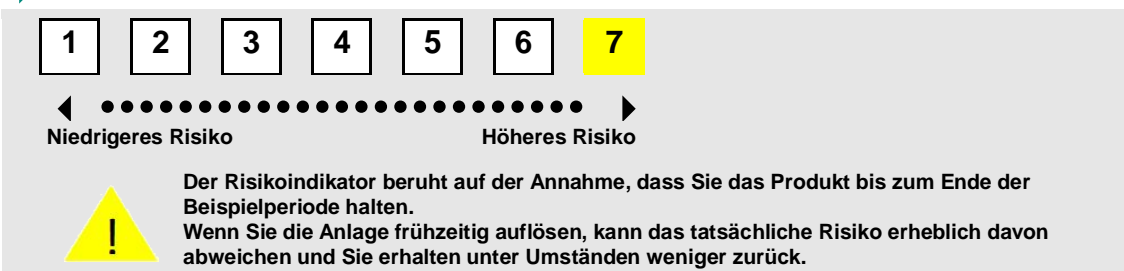 1 2 3 4 5 6 7
Niedrigeres Risiko Höheres Risiko
Der Risikoindikator beruht auf der Annahme, dass Sie das Produkt bis zum Ende der
Beispielperiode halten.
Wenn Sie die Anlage frühzeitig auflösen, kann das tatsächliche Risiko erheblich davon
abweichen und Sie erhalten unter Umständen weniger zurück.
!